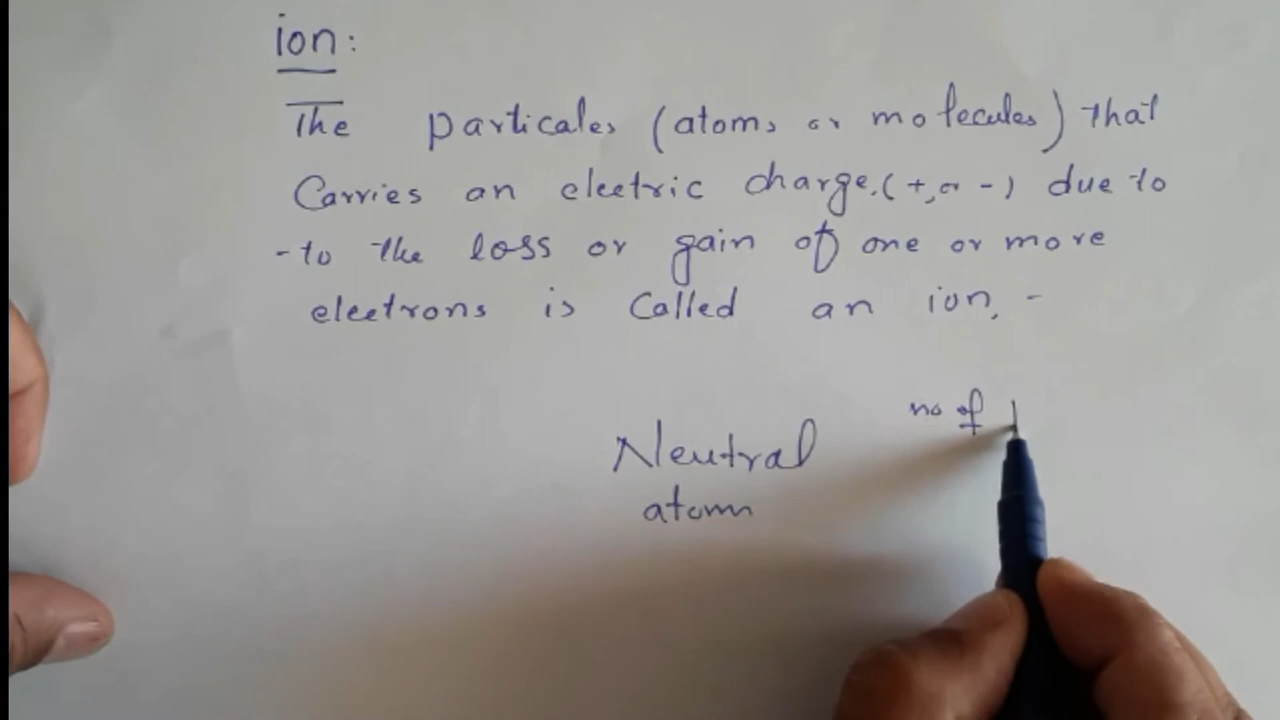 ion:
The particales (atoms or molecules) that
Carries an electric charge.(+, or -) due to
- to the loss or gain of one or more
electrons is Called an ion. -
no of
Neutral
atom